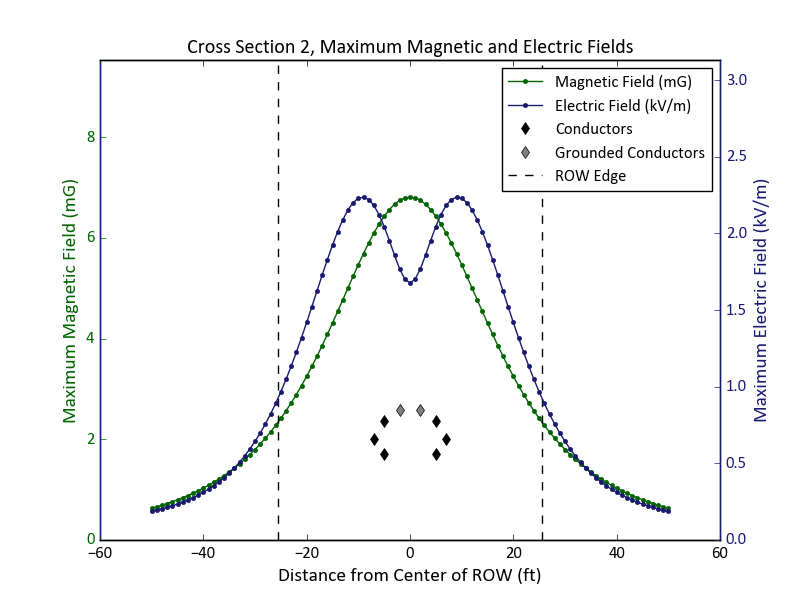 Cross Section 2, Maximum Magnetic and Electric Fields
Magnetic Field (mG)
Electric Field (kV/m)
Conductors
Grounded Conductors
ROW Edge
Maximum Magnetic Field (mG)
8
6
4
2
0
3.0
2.5
2.0
1.5
1.0
0.5
0.0
Maximum Electric Field (kV/m)
−60 −40 −20 0 20 40 60
Distance from Center of ROW (ft)